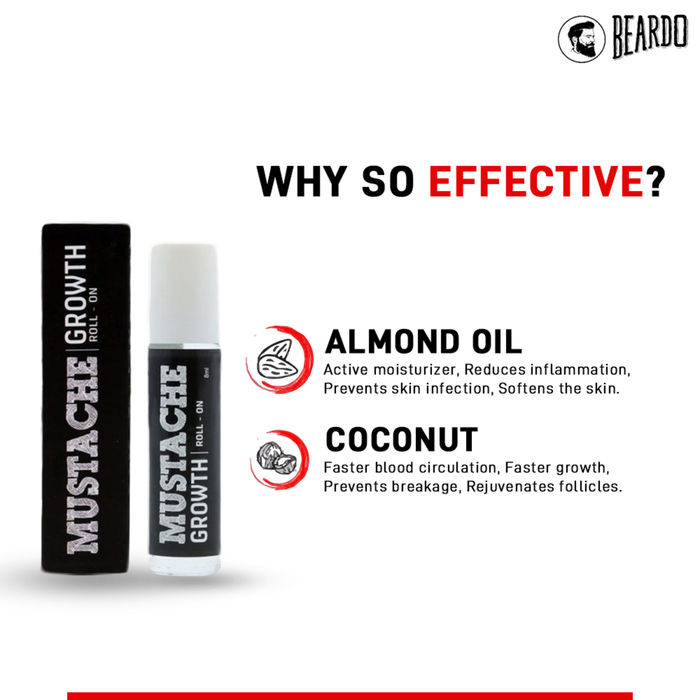 BEARDO
WHY SO EFFECTIVE?
MUSTACHE
GROWTH
ROLL - ON
MUSTACHE
GROWTH
ROLL - ON
8ml
ALMOND OIL
Active moisturizer, Reduces inflammation,
Prevents skin infection, Softens the skin.
COCONUT
Faster blood circulation, Faster growth,
Prevents breakage, Rejuvenates follicles.